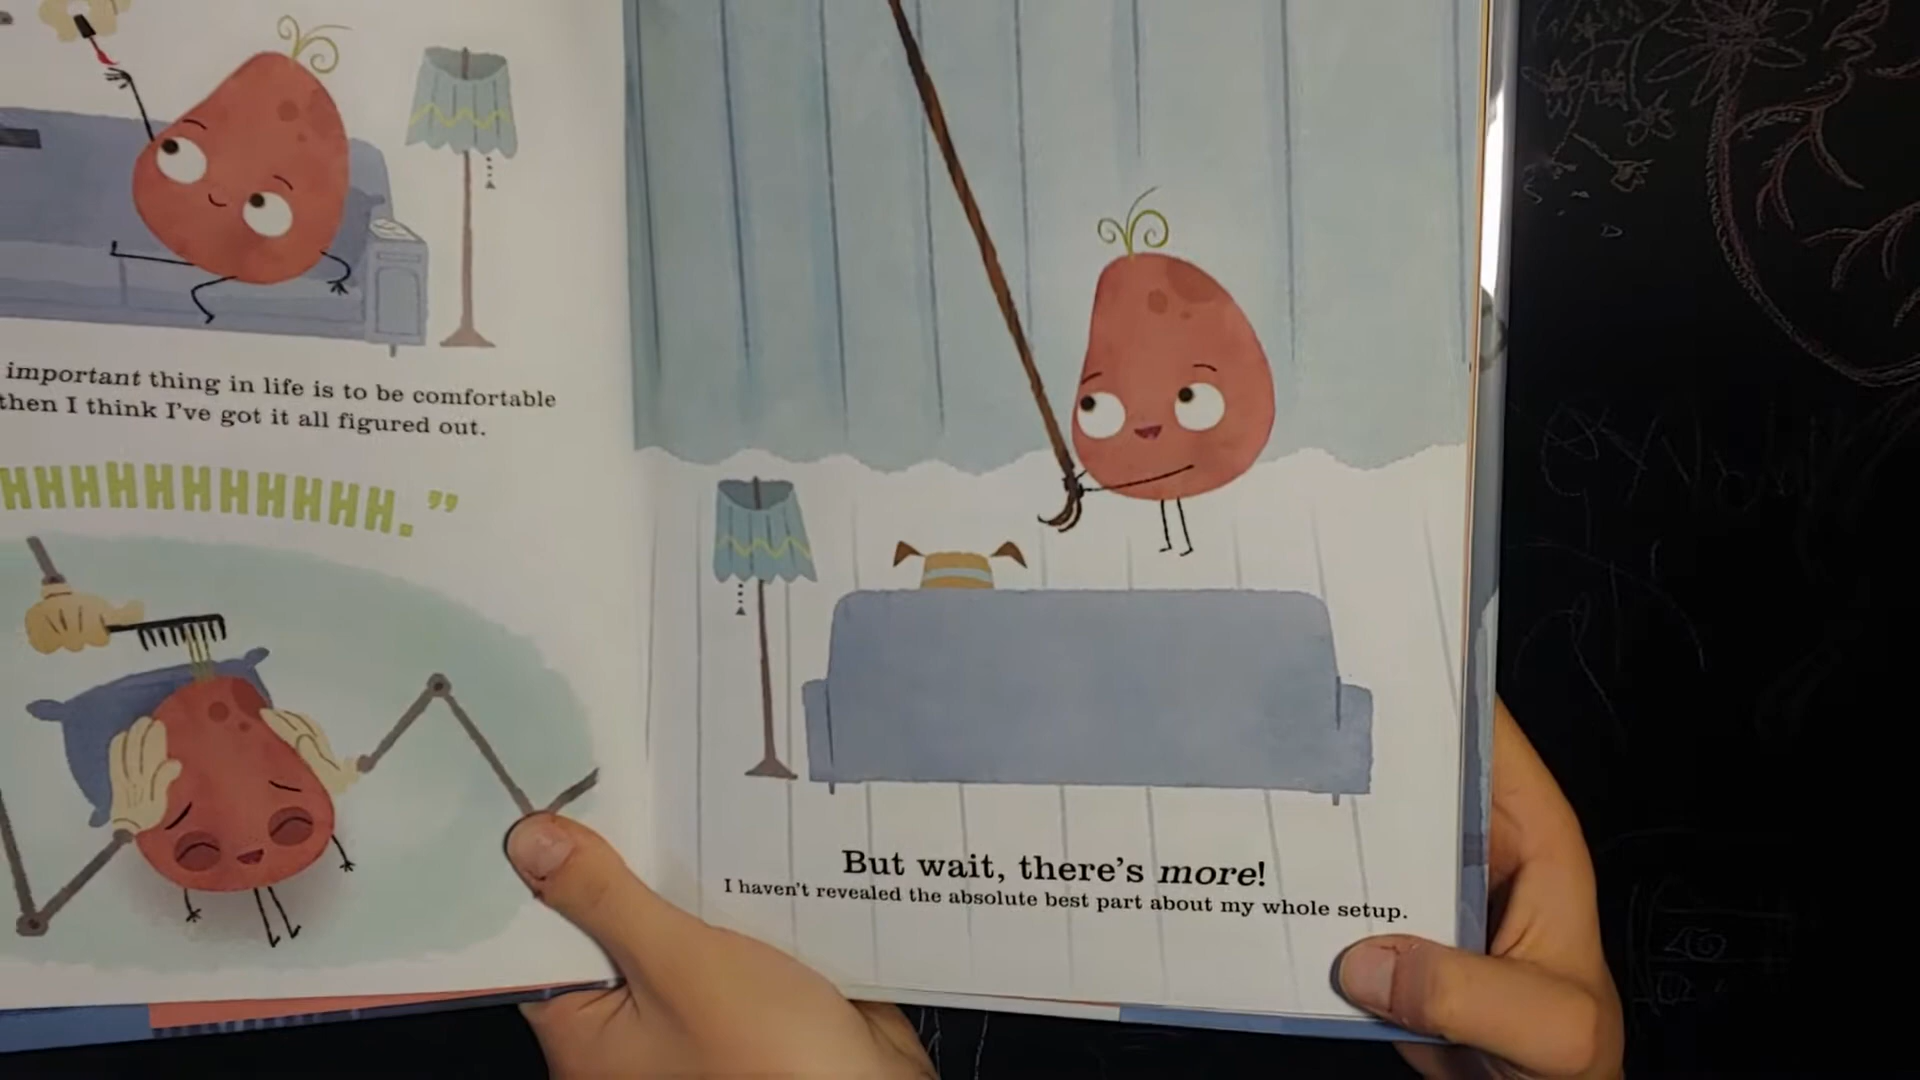 important thing in life is to be comfortable
then I think I've got it all figured out.
HHHHHHHHHHHH."
But wait, there's more!
I haven't revealed the absolute best part about my whole setup.